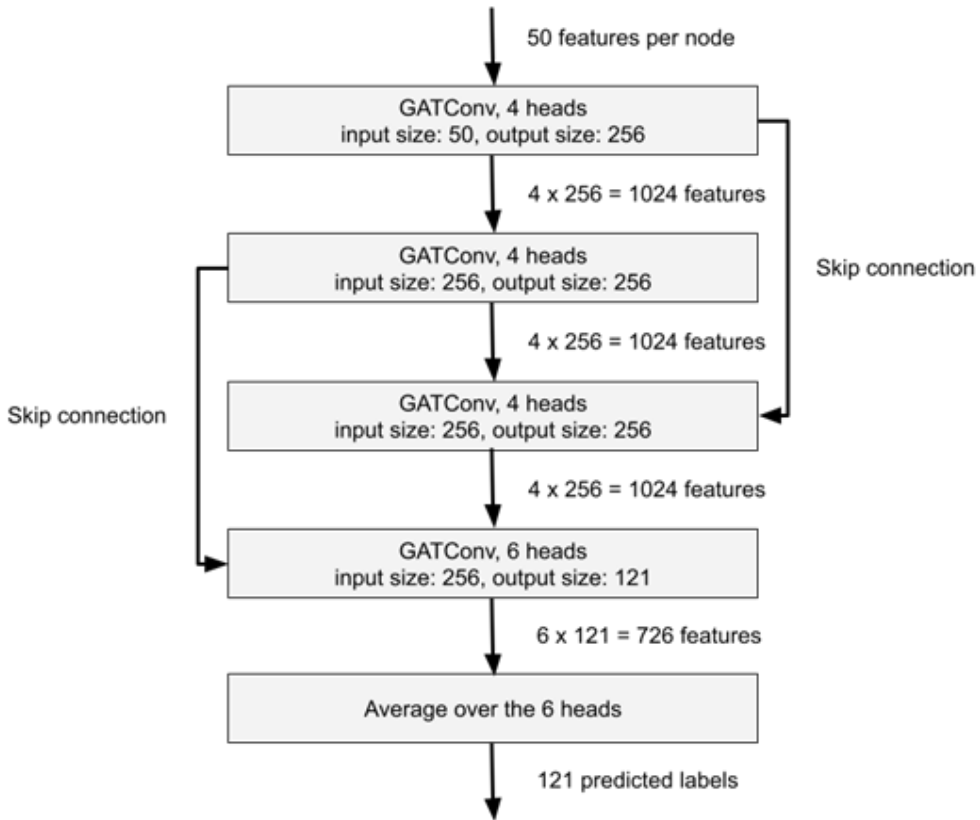 50 features per node
GATConv, 4 heads
input size: 50, output size: 256
4 x 256 = 1024 features
GATConv, 4 heads
input size: 256, output size: 256
Skip connection
4 x 256 = 1024 features
GATConv, 4 heads
input size: 256, output size: 256
Skip connection
4 x 256 = 1024 features
GATConv, 6 heads
input size: 256, output size: 121
6 x 121 = 726 features
Average over the 6 heads
121 predicted labels